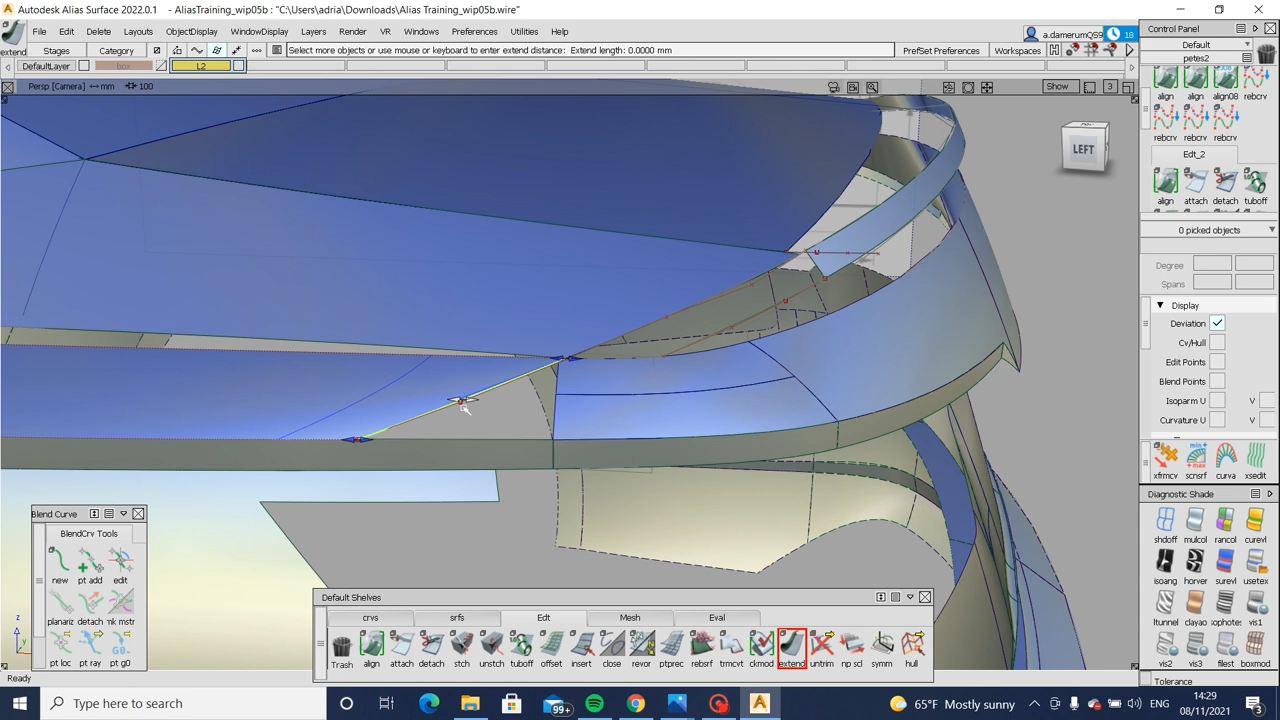 Autodesk Alias Surface 2022.0.1 - AliasTraining_wip05b : "C:\Users\adria\Downloads\Alias Training_wip05b.wire"
extend
File Edit Delete Layouts ObjectDisplay WindowDisplay Layers Render VR Windows Preferences Utilities Help
a.damerumQS9 18
Stages Category
Select more objects or use mouse or keyboard to enter extend distance: Extend length: 0.0000 mm
PrefSet Preferences Workspaces
DefaultLayer box L2
Persp [Camera] mm 100
Show 3
LEFT
Control Panel
Default
petes2
align align align08 rebcrv
rebcrv rebcrv rebcrv
Edt_2
align attach detach tuboff
0 picked objects
Degree
Spans
Display
Deviation
Cv/Hull
Edit Points
Blend Points
Isoparm U V
Curvature U V
xfrmcv scnsrf curva xsedit
Diagnostic Shade
shdoff mulcol rancol curevl
isoang horver surevl usetex
ltunnel clayao sophotes vis1
vis2 vis3 filest boxmod
Tolerance
Blend Curve
BlendCrv Tools
new pt add edit
planariz detach mk mstr
pt loc pt ray pt g0
Default Shelves
crvs srfs Edt Mesh Eval
Trash align attach detach stch unstch tuboff offset insert close revor ptprec rebsrf trmcvt ckmod extend untrim np scl symm hull
z
y
Ready
Type here to search
99+
65°F Mostly sunny
ENG
14:29
08/11/2021
3